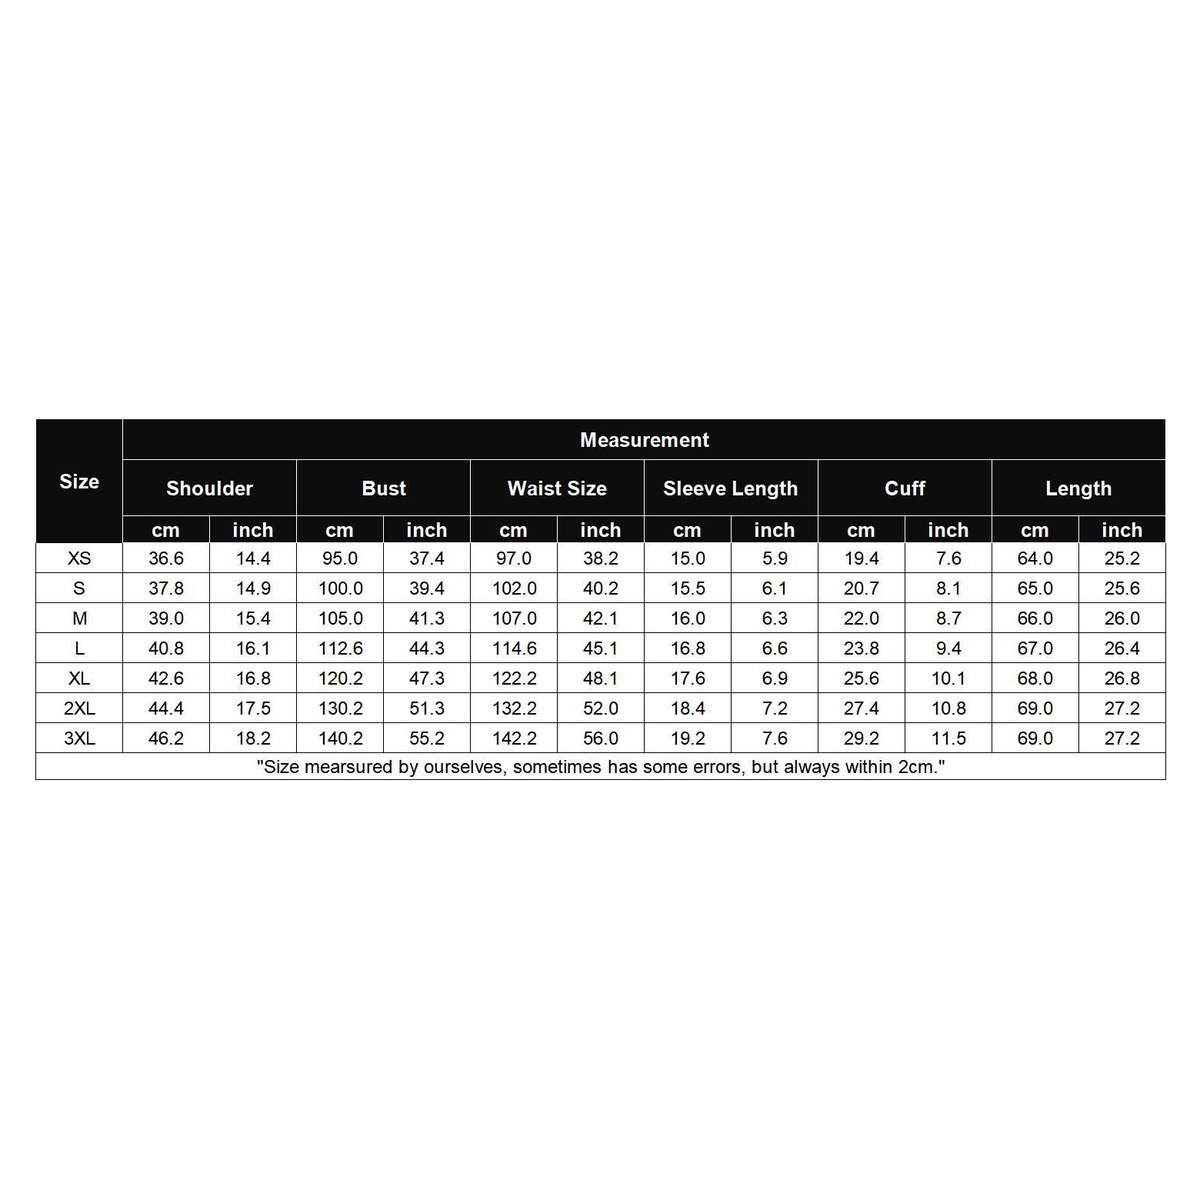 Measurement
Size
Shoulder Bust Waist Size Sleeve Length Cuff Length
cm inch cm inch cm inch cm inch cm inch cm inch
XS 36.6 14.4 95.0 37.4 97.0 38.2 15.0 5.9 19.4 7.6 64.0 25.2
S 37.8 14.9 100.0 39.4 102.0 40.2 15.5 6.1 20.7 8.1 65.0 25.6
M 39.0 15.4 105.0 41.3 107.0 42.1 16.0 6.3 22.0 8.7 66.0 26.0
L 40.8 16.1 112.6 44.3 114.6 45.1 16.8 6.6 23.8 9.4 67.0 26.4
XL 42.6 16.8 120.2 47.3 122.2 48.1 17.6 6.9 25.6 10.1 68.0 26.8
2XL 44.4 17.5 130.2 51.3 132.2 52.0 18.4 7.2 27.4 10.8 69.0 27.2
3XL 46.2 18.2 140.2 55.2 142.2 56.0 19.2 7.6 29.2 11.5 69.0 27.2
"Size mearsured by ourselves, sometimes has some errors, but always within 2cm."